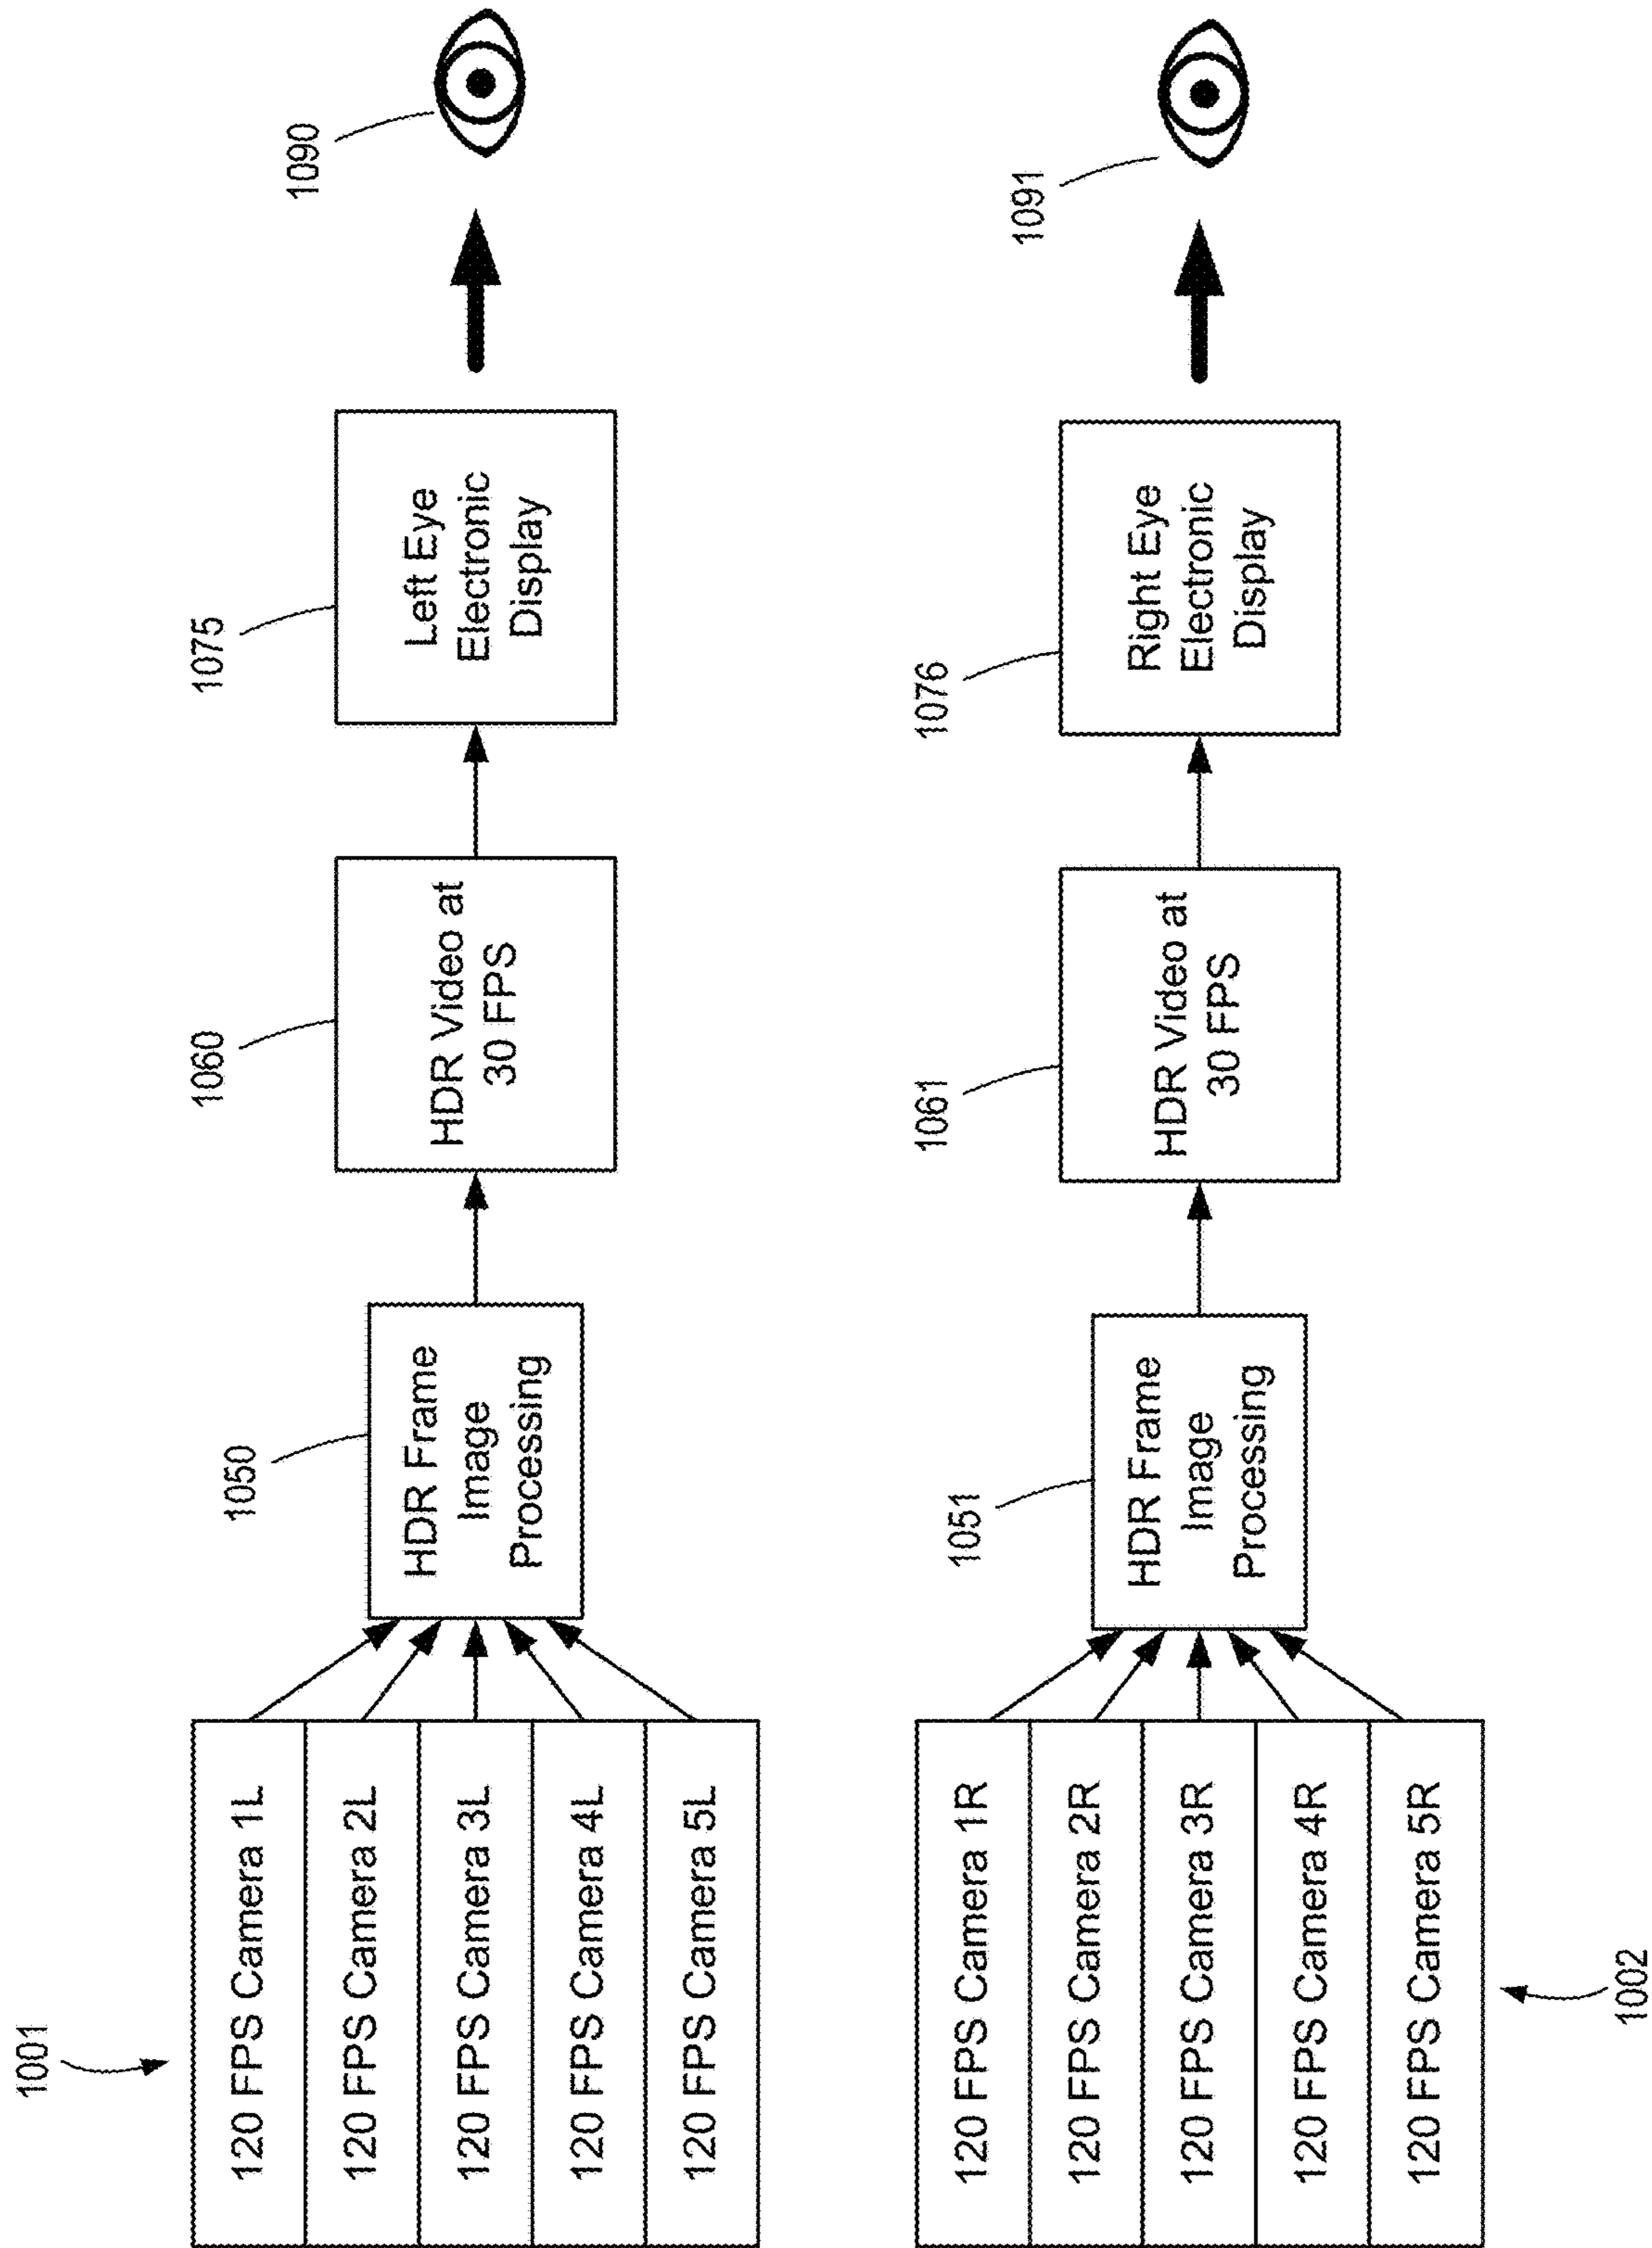 1001
120 FPS Camera 1L
120 FPS Camera 2L
120 FPS Camera 3L
120 FPS Camera 4L
120 FPS Camera 5L
1050
HDR Frame
Image
Processing
1060
HDR Video at
30 FPS
1075
Left Eye
Electronic
Display
1090
120 FPS Camera 1R
120 FPS Camera 2R
120 FPS Camera 3R
120 FPS Camera 4R
120 FPS Camera 5R
1002
1051
HDR Frame
Image
Processing
1061
HDR Video at
30 FPS
1076
Right Eye
Electronic
Display
1091